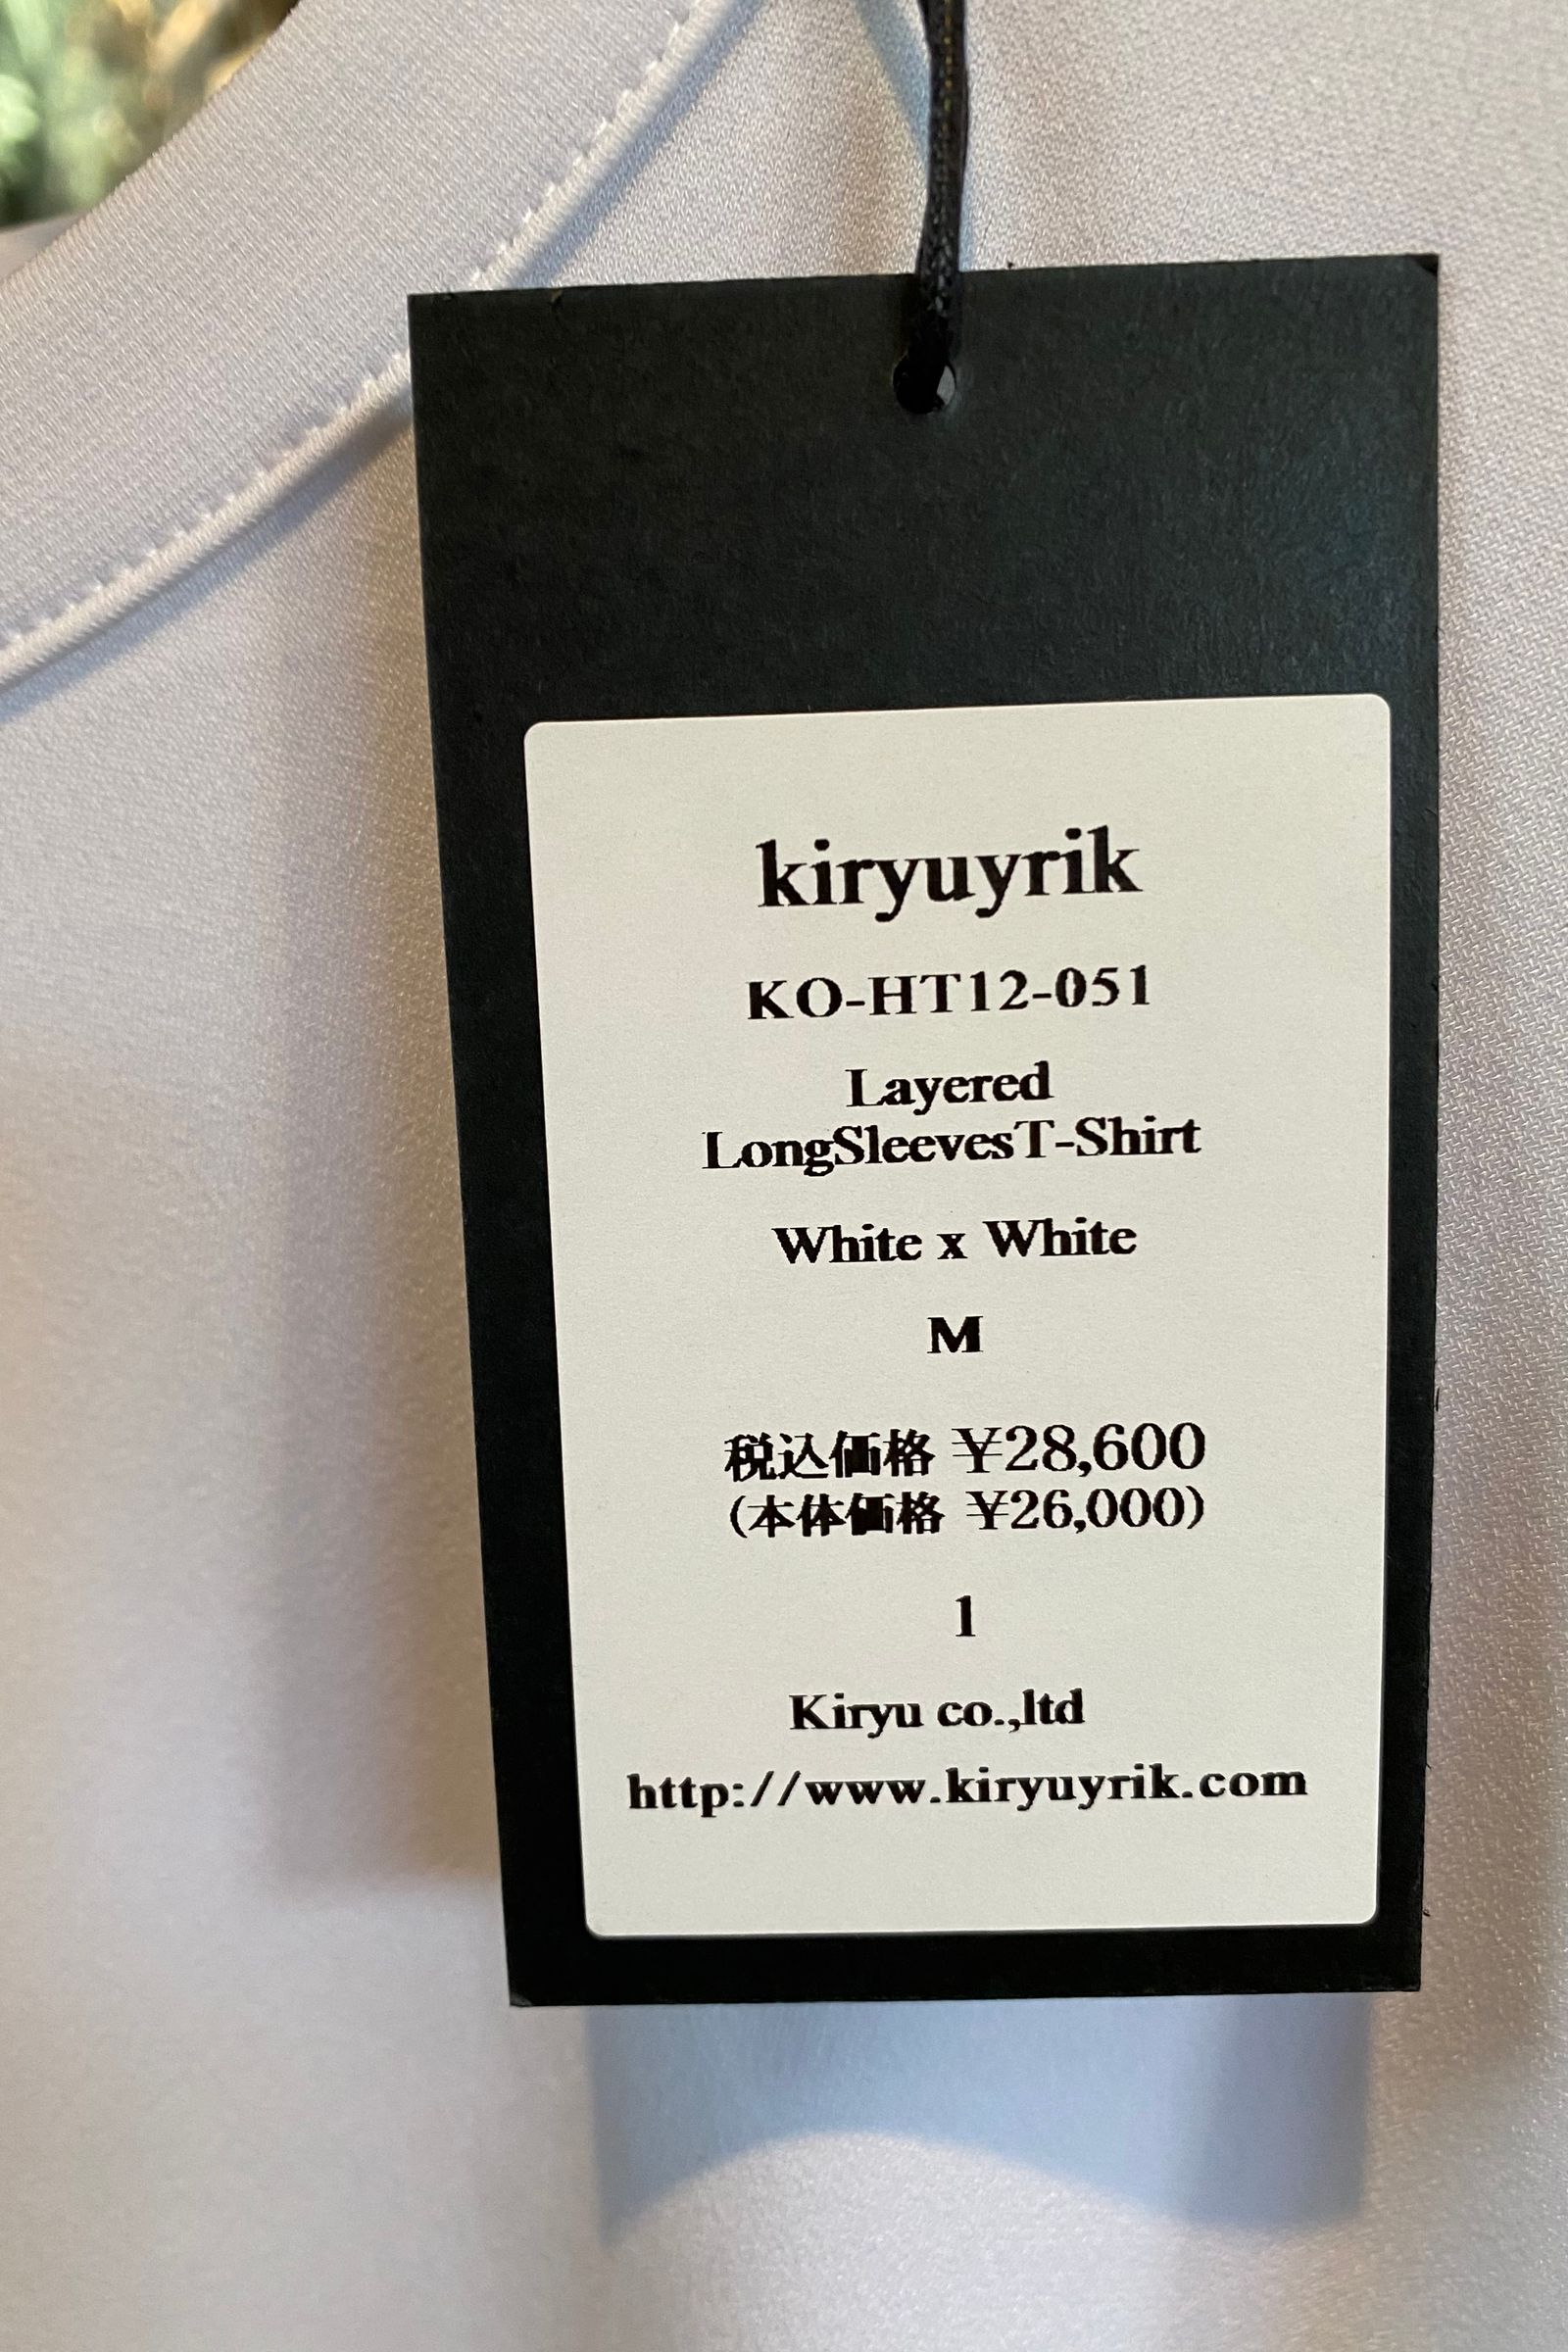 kiryuyrik
KO-HT12-051
Layered
LongSleevesT-Shirt
White x White
M
税込価格 ¥28,600
(本体価格 ¥26,000)
1
Kiryu co.,ltd
http://www.kiryuyrik.com